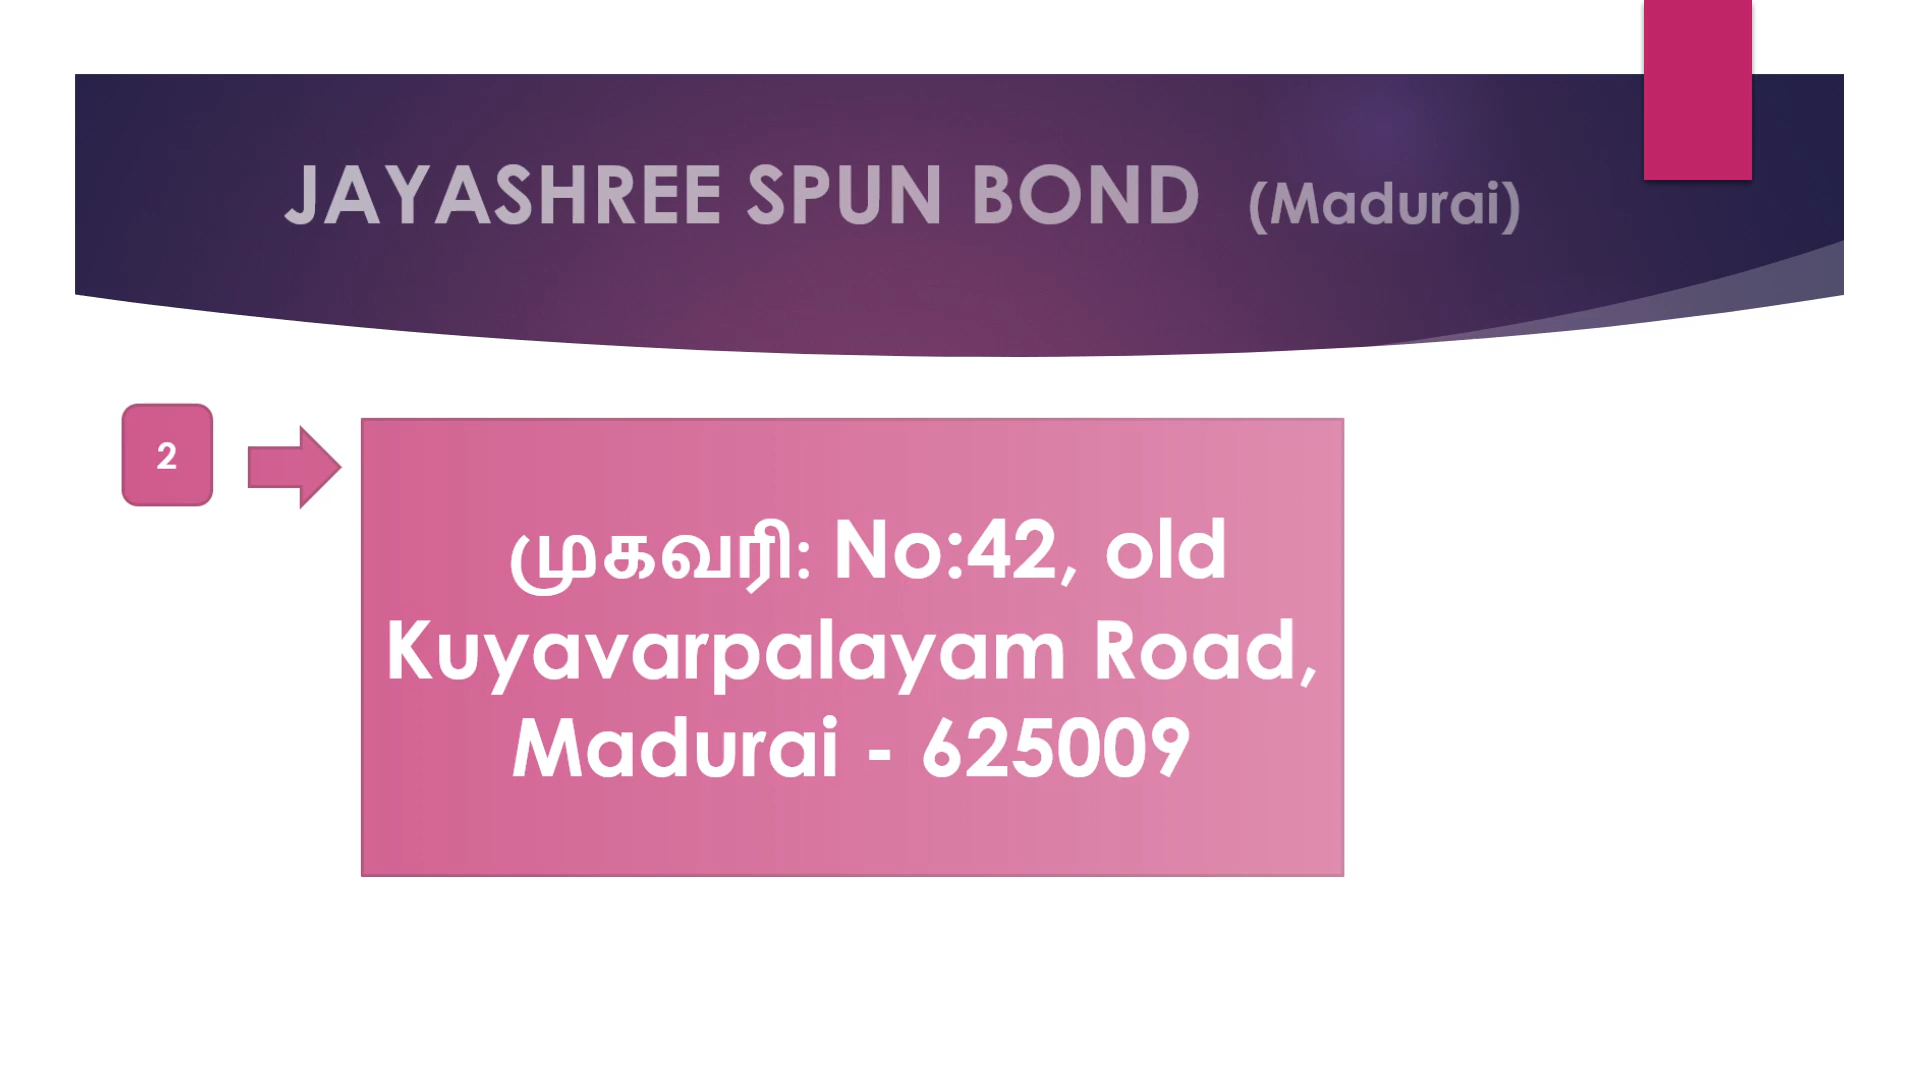 JAYASHREE SPUN BOND (Madurai)
2
முகவரி: No:42, old
Kuyavarpalayam Road,
Madurai - 625009